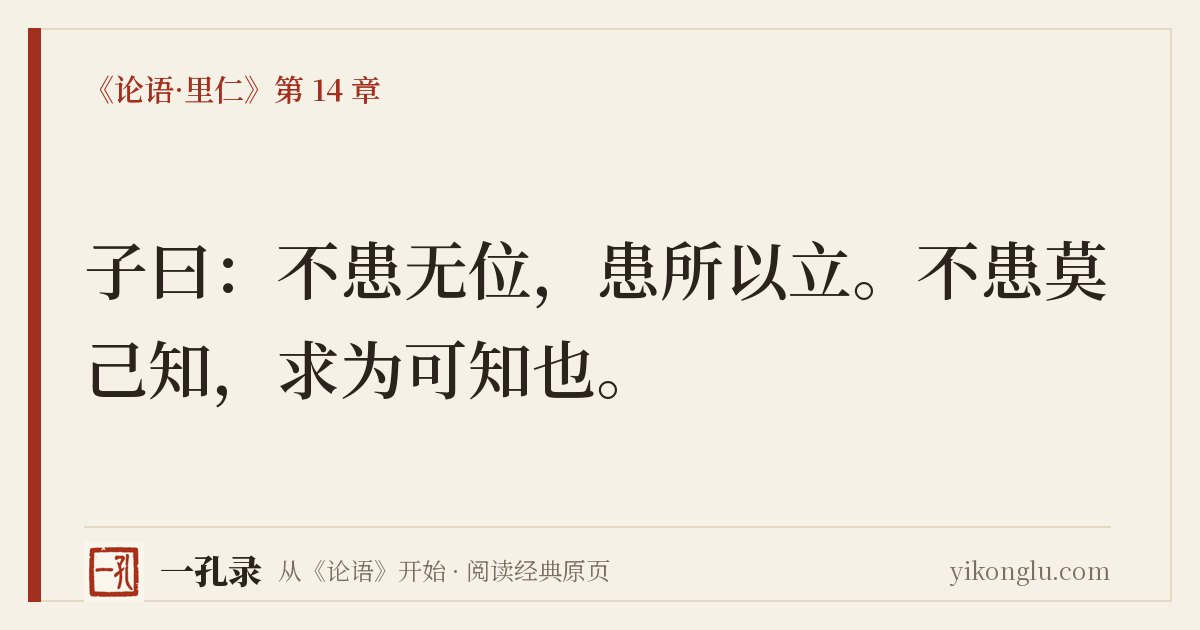 《论语·里仁》第 14 章
子曰：不患无位，患所以立。不患莫
己知，求为可知也。
一孔
一孔录 从《论语》开始 · 阅读经典原页 yikonglu.com